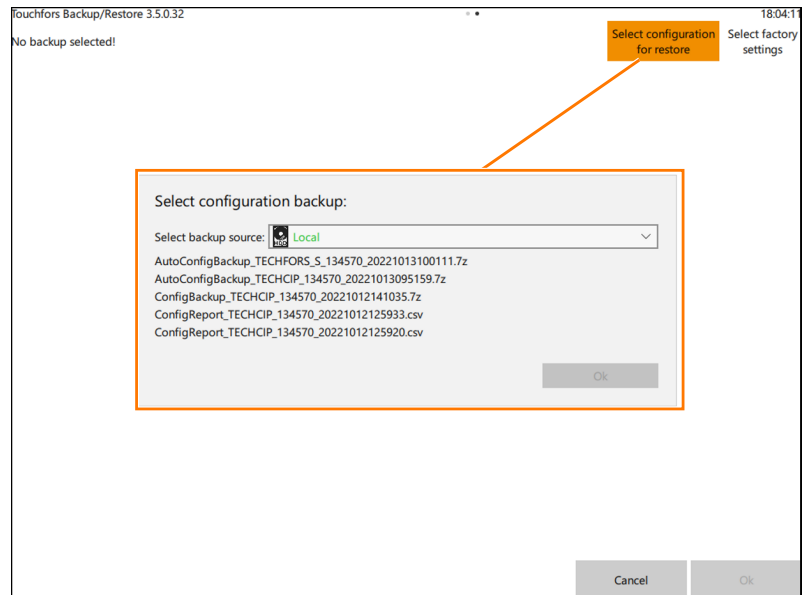 Touchfors Backup/Restore 3.5.0.32
18:04:11
No backup selected!
Select configuration
for restore
Select factory
settings
Select configuration backup:
Select backup source:
HDD
Local
AutoConfigBackup_TECHFORS_S_134570_20221013100111.7z
AutoConfigBackup_TECHCIP_134570_20221013095159.7z
ConfigBackup_TECHCIP_134570_20221012141035.7z
ConfigReport_TECHCIP_134570_20221012125933.csv
ConfigReport_TECHCIP_134570_20221012125920.csv
Ok
Cancel
Ok